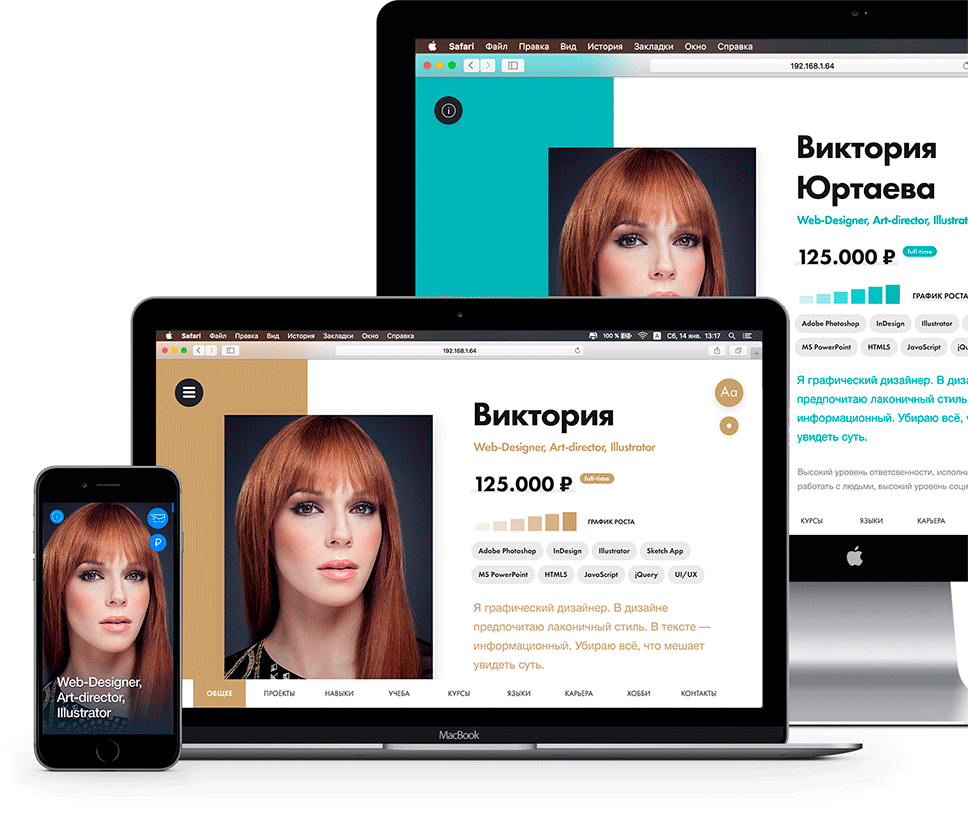 Safari Файл Правка Вид История Закладки Окно Справка
192.168.1.64
Виктория
Юртаева
Web-Designer, Art-director, Illustrat
125.000 ₽ full-time
ГРАФИК РОСТА
Adobe Photoshop InDesign Illustrator
MS PowerPoint HTML5 JavaScript jQu
Я графический дизайнер. В диза
предпочитаю лаконичный стиль
информационный. Убираю всё, ч
увидеть суть.
Высокий уровень ответсвенности, исполни
работать с людьми, высокий уровень соци
КУРСЫ ЯЗЫКИ КАРЬЕРА
Safari Файл Правка Вид История Закладки Окно Справка 100 % Сб, 14 янв. 13:17
192.168.1.64
Aa
Виктория
Web-Designer, Art-director, Illustrator
125.000 ₽ full-time
ГРАФИК РОСТА
Adobe Photoshop InDesign Illustrator Sketch App
MS PowerPoint HTML5 JavaScript jQuery UI/UX
Я графический дизайнер. В дизайне
предпочитаю лаконичный стиль. В тексте —
информационный. Убираю всё, что мешает
увидеть суть.
ОБЩЕЕ ПРОЕКТЫ НАВЫКИ УЧЕБА КУРСЫ ЯЗЫКИ КАРЬЕРА ХОББИ КОНТАКТЫ
MacBook
₽
Web-Designer,
Art-director,
Illustrator